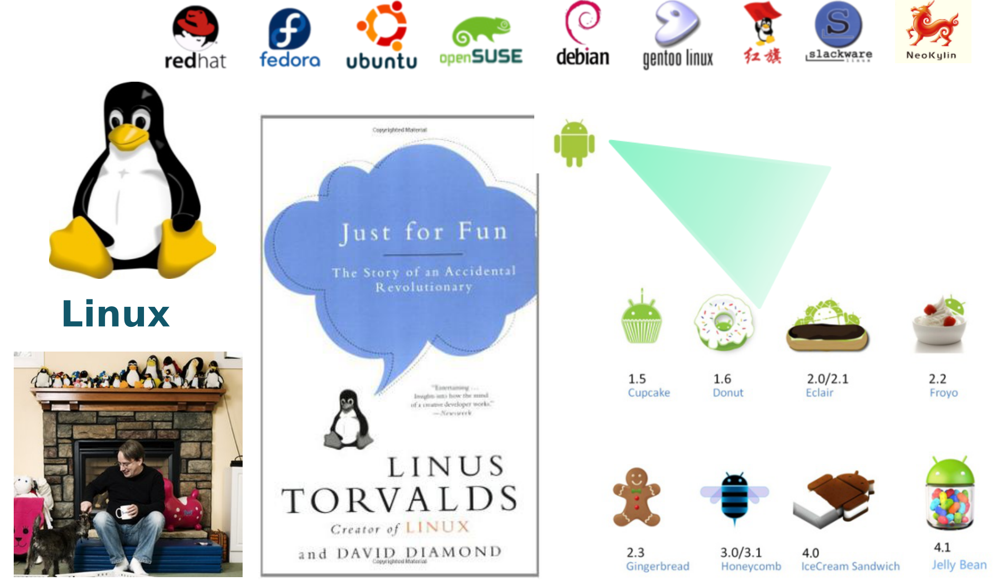 redhat
fedora
ubuntu
openSUSE
debian
gentoo linux
红旗
S
slackware
linux
NeoKylin
Linux
Copyrighted Material
Just for Fun
The Story of an Accidental
Revolutionary
"Entertaining ...
Insights into how the mind
of a creative developer works."
—Newsweek
LINUS
TORVALDS
Creator of LINUX
and DAVID DIAMOND
Copyrighted Material
1.5
Cupcake
1.6
Donut
2.0/2.1
Eclair
2.2
Froyo
2.3
Gingerbread
3.0/3.1
Honeycomb
4.0
IceCream Sandwich
4.1
Jelly Bean